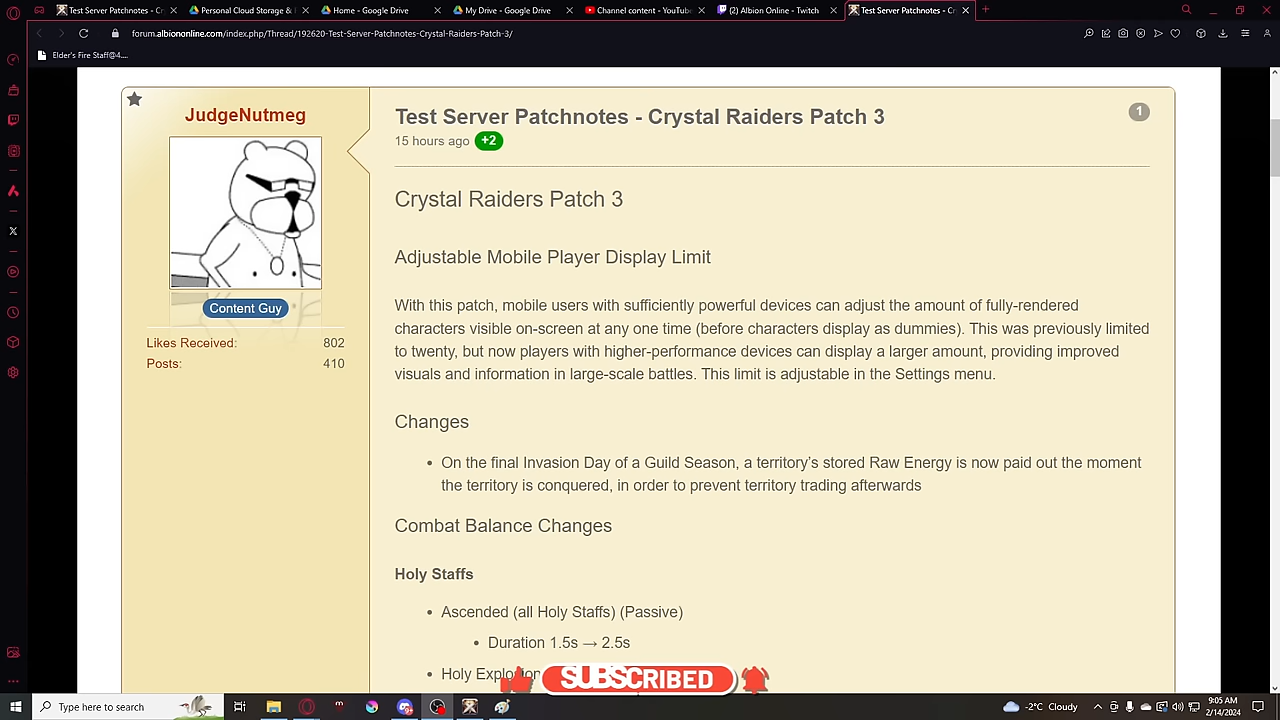 Test Server Patchnotes - Cr
Personal Cloud Storage &
Home - Google Drive
My Drive - Google Drive
Channel content - YouTub
(2) Albion Online - Twitch
Test Server Patchnotes - Cr
forum.albiononline.com/index.php/Thread/192620-Test-Server-Patchnotes-Crystal-Raiders-Patch-3/
Elder's Fire Staff@4....
JudgeNutmeg
Content Guy
Likes Received: 802
Posts: 410
Test Server Patchnotes - Crystal Raiders Patch 3
1
15 hours ago +2
Crystal Raiders Patch 3
Adjustable Mobile Player Display Limit
With this patch, mobile users with sufficiently powerful devices can adjust the amount of fully-rendered
characters visible on-screen at any one time (before characters display as dummies). This was previously limited
to twenty, but now players with higher-performance devices can display a larger amount, providing improved
visuals and information in large-scale battles. This limit is adjustable in the Settings menu.
Changes
• On the final Invasion Day of a Guild Season, a territory's stored Raw Energy is now paid out the moment
the territory is conquered, in order to prevent territory trading afterwards
Combat Balance Changes
Holy Staffs
• Ascended (all Holy Staffs) (Passive)
• Duration 1.5s → 2.5s
• Holy
SUBSCRIBED
Type here to search
-2°C Cloudy
9:05 AM
2/14/2024